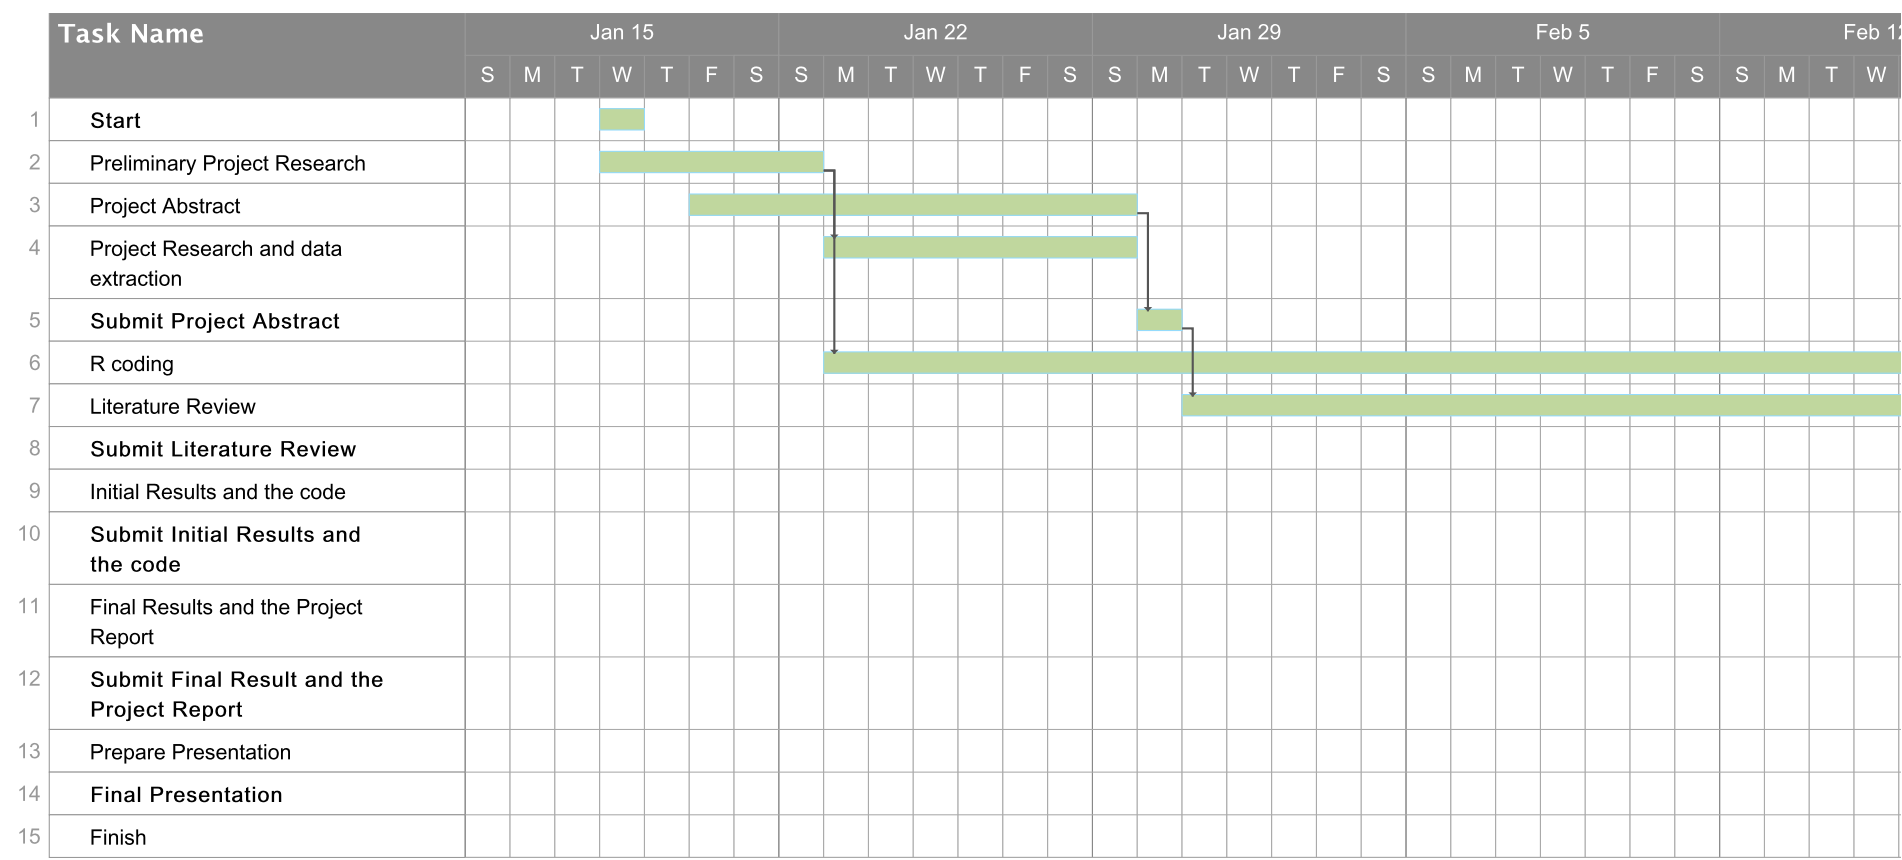 Task Name
Jan 15 Jan 22 Jan 29 Feb 5 Feb 12
S M T W T F S S M T W T F S S M T W T F S S M T W T F S S M T W
1 Start
2 Preliminary Project Research
3 Project Abstract
4 Project Research and data
extraction
5 Submit Project Abstract
6 R coding
7 Literature Review
8 Submit Literature Review
9 Initial Results and the code
10 Submit Initial Results and
the code
11 Final Results and the Project
Report
12 Submit Final Result and the
Project Report
13 Prepare Presentation
14 Final Presentation
15 Finish